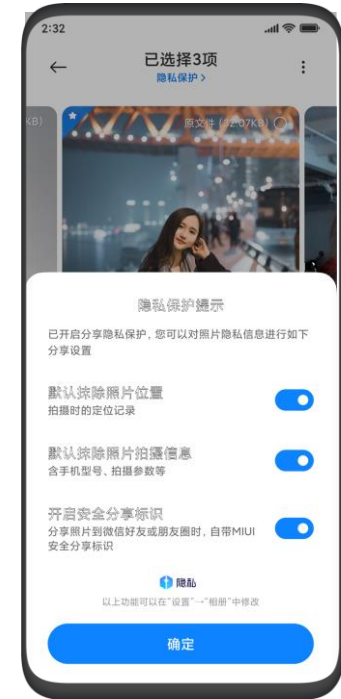 2:32
已选择3项
隐私保护 >
KB)
原文件 (32.07KB)
隐私保护提示
已开启分享隐私保护, 您可以对照片隐私信息进行如下
分享设置
默认抹除照片位置
拍摄时的定位记录
默认抹除照片拍摄信息
含手机型号、拍摄参数等
开启安全分享标识
分享照片到微信好友或朋友圈时, 自带MIUI
安全分享标识
隐私
以上功能可以在"设置"→"相册"中修改
确定